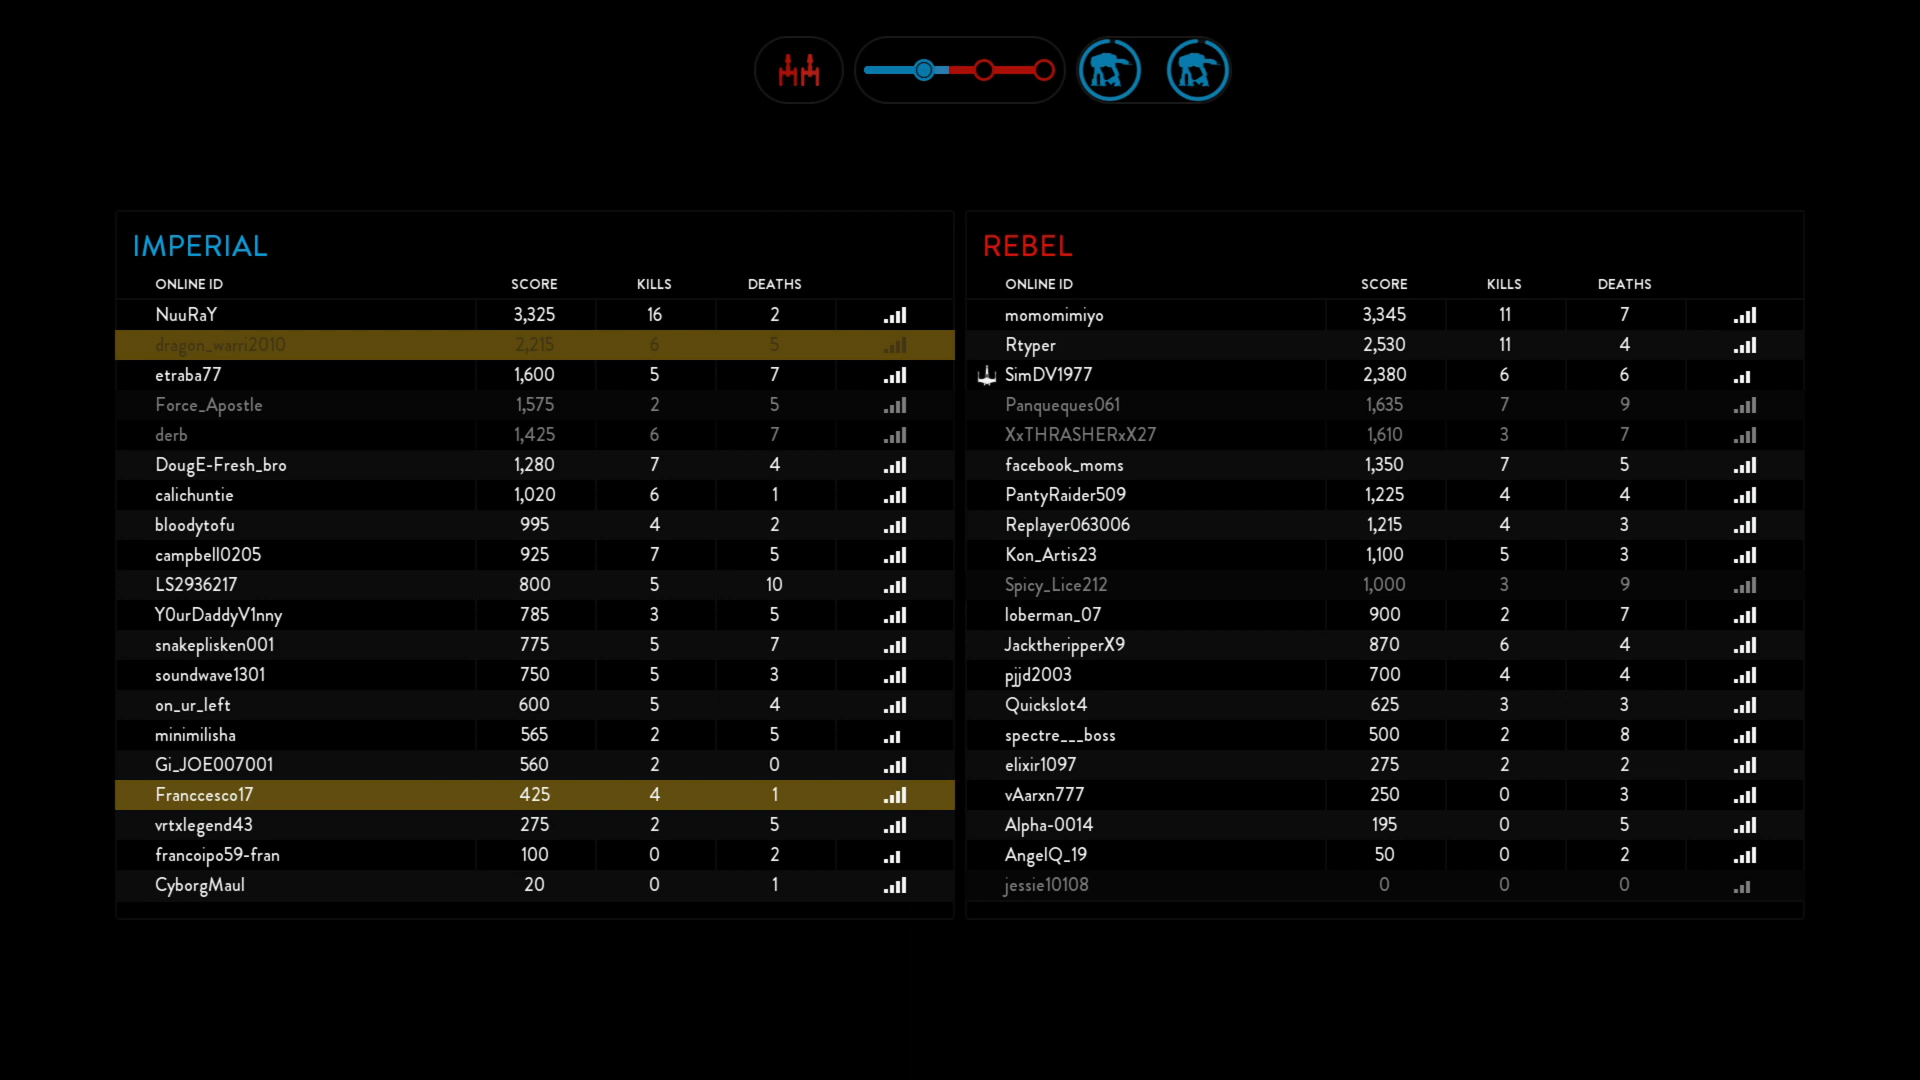 IMPERIAL
ONLINE ID SCORE KILLS DEATHS
NuuRaY 3,325 16 2
dragon_warri2010 2,215 6 5
etraba77 1,600 5 7
Force_Apostle 1,575 2 5
derb 1,425 6 7
DougE-Fresh_bro 1,280 7 4
calichuntie 1,020 6 1
bloodytofu 995 4 2
campbell0205 925 7 5
LS2936217 800 5 10
Y0urDaddyV1nny 785 3 5
snakeplisken001 775 5 7
soundwave1301 750 5 3
on_ur_left 600 5 4
minimilisha 565 2 5
Gi_JOE007001 560 2 0
Franccesco17 425 4 1
vrtxlegend43 275 2 5
francoipo59-fran 100 0 2
CyborgMaul 20 0 1
REBEL
ONLINE ID SCORE KILLS DEATHS
momomimiyo 3,345 11 7
Rtyper 2,530 11 4
SimDV1977 2,380 6 6
Panqueques061 1,635 7 9
XxTHRASHERxX27 1,610 3 7
facebook_moms 1,350 7 5
PantyRaider509 1,225 4 4
Replayer063006 1,215 4 3
Kon_Artis23 1,100 5 3
Spicy_Lice212 1,000 3 9
loberman_07 900 2 7
JacktheripperX9 870 6 4
pjjd2003 700 4 4
Quickslot4 625 3 3
spectre___boss 500 2 8
elixir1097 275 2 2
vAarxn777 250 0 3
Alpha-0014 195 0 5
AngelQ_19 50 0 2
jessie10108 0 0 0